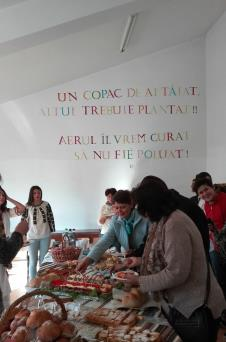 UN COPAC DE AI TĂIAT,
ALTUL TREBUIE PLANTAT!!
AERUL ÎL VREM CURAT
SĂ NU FIE POLUAT!